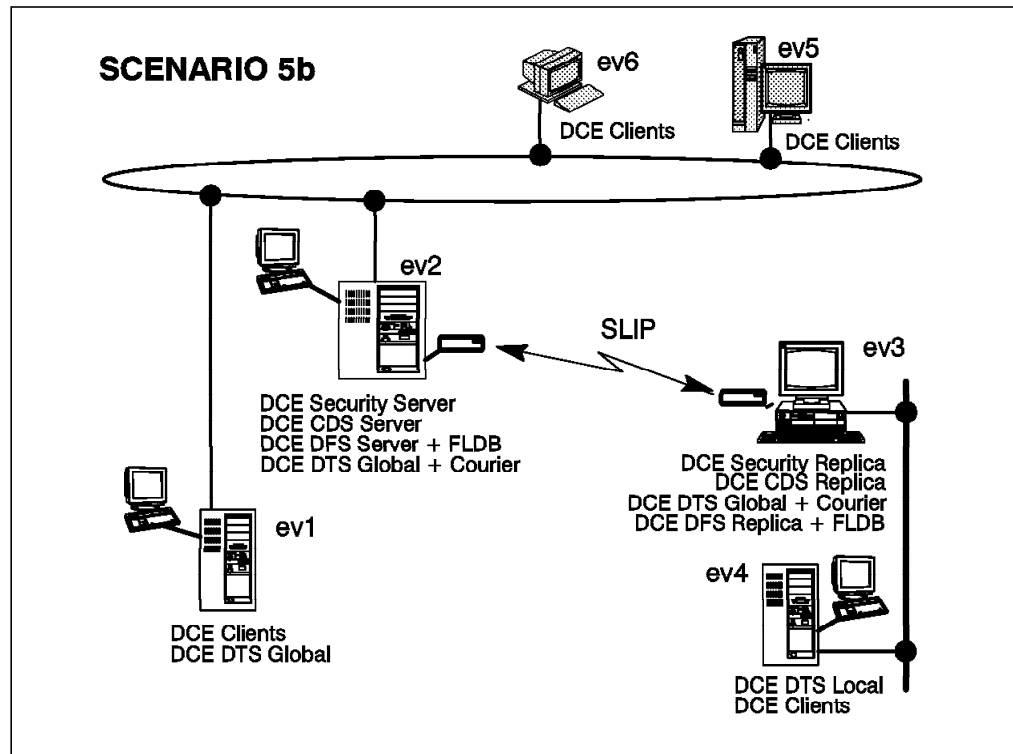 SCENARIO 5b
ev6
DCE Clients
ev5
DCE Clients
ev2
DCE Security Server
DCE CDS Server
DCE DFS Server + FLDB
DCE DTS Global + Courier
SLIP
ev3
DCE Security Replica
DCE CDS Replica
DCE DTS Global + Courier
DCE DFS Replica + FLDB
ev1
DCE Clients
DCE DTS Global
ev4
DCE DTS Local
DCE Clients